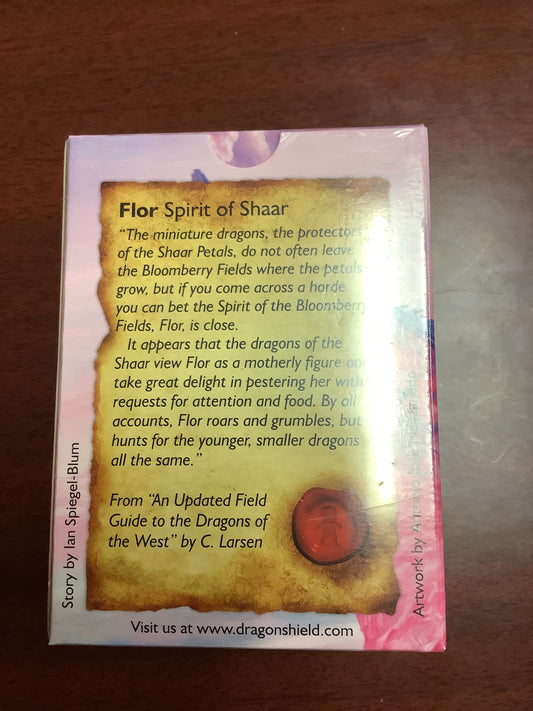 Flor Spirit of Shaar
“The miniature dragons, the protectors
of the Shaar Petals, do not often leave
the Bloomberry Fields where the petals
grow, but if you come across a horde
you can bet the Spirit of the Bloomberry
Fields, Flor, is close.
It appears that the dragons of the
Shaar view Flor as a motherly figure and
take great delight in pestering her with
requests for attention and food. By all
accounts, Flor roars and grumbles, but
hunts for the younger, smaller dragons
all the same.”
From “An Updated Field
Guide to the Dragons of
the West” by C. Larsen
Story by Ian Spiegel-Blum
Artwork by
Visit us at www.dragonshield.com